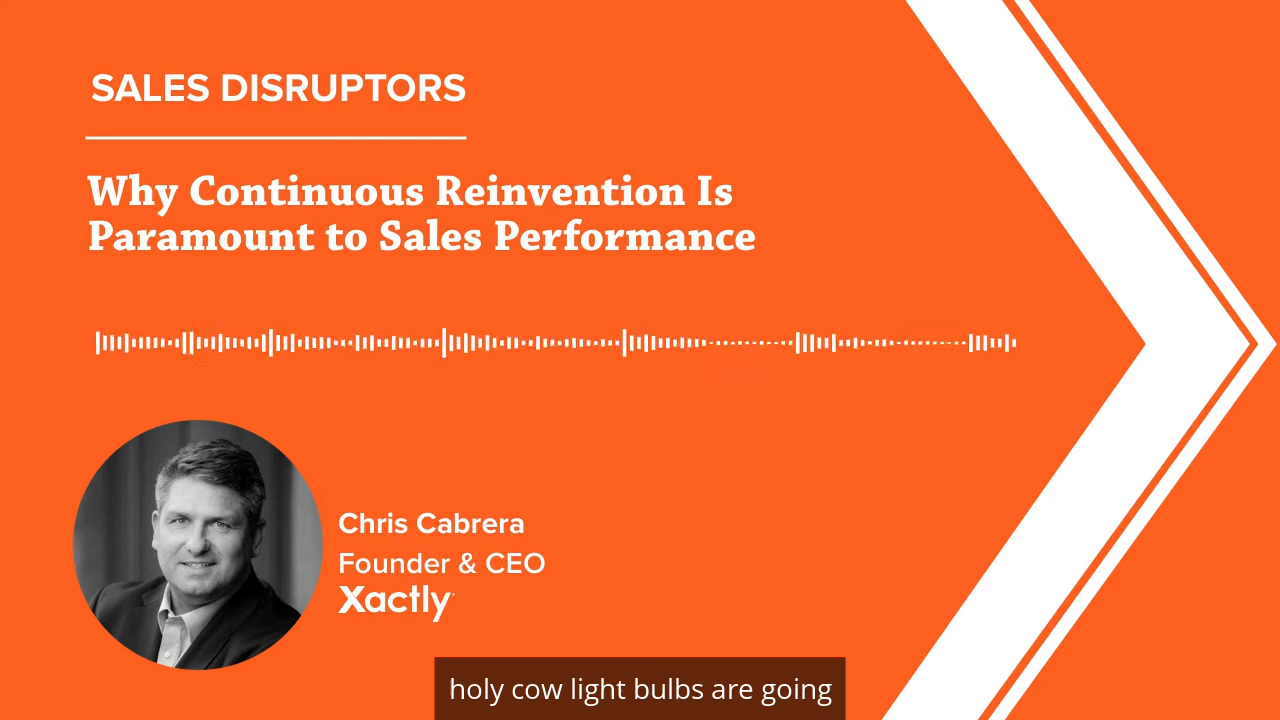 SALES DISRUPTORS
Why Continuous Reinvention Is
Paramount to Sales Performance
Chris Cabrera
Founder & CEO
Xactly
holy cow light bulbs are going